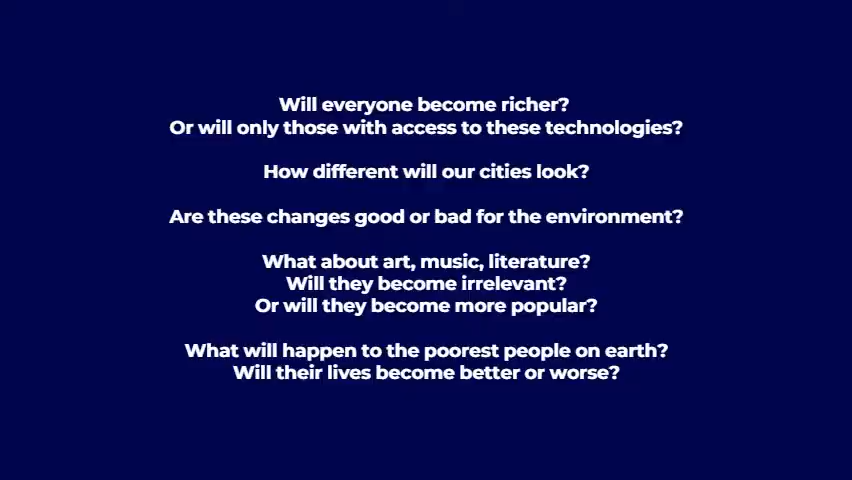 Will everyone become richer?
Or will only those with access to these technologies?
How different will our cities look?
Are these changes good or bad for the environment?
What about art, music, literature?
Will they become irrelevant?
Or will they become more popular?
What will happen to the poorest people on earth?
Will their lives become better or worse?